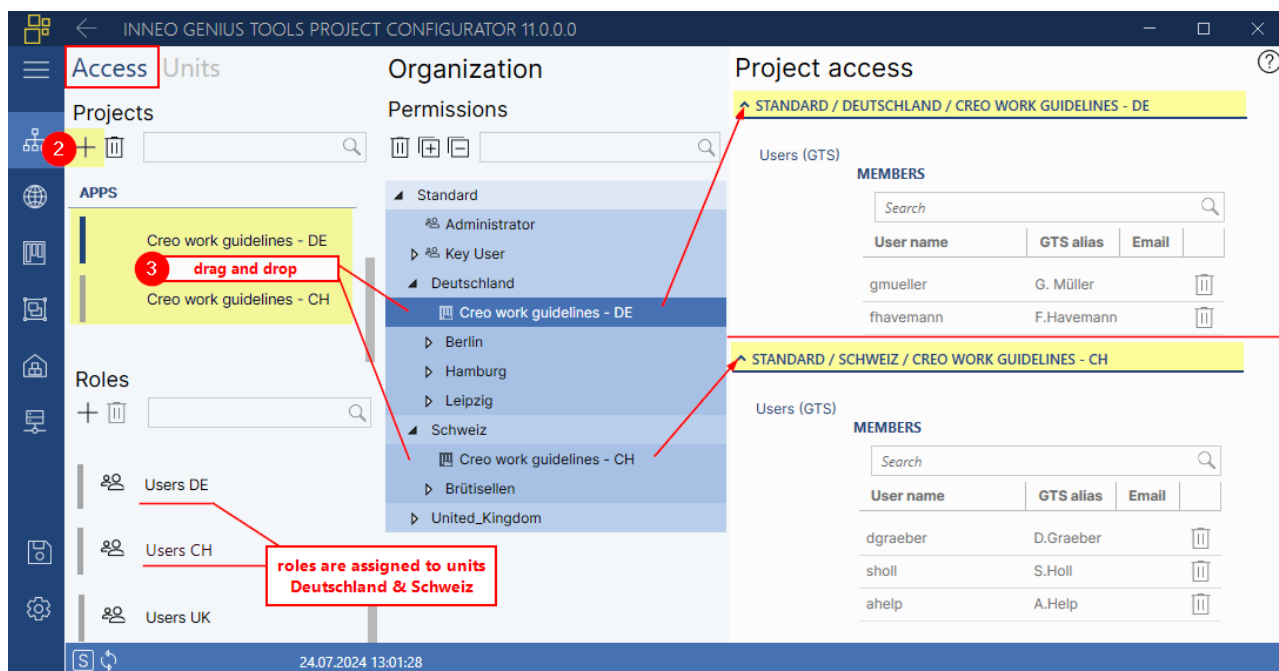 INNEO GENIUS TOOLS PROJECT CONFIGURATOR 11.0.0.0
Access Units
Projects
2
APPS
Creo work guidelines - DE
3 drag and drop
Creo work guidelines - CH
Roles
Users DE
Users CH
Users UK
roles are assigned to units
Deutschland & Schweiz
Organization
Permissions
Standard
Administrator
Key User
Deutschland
Creo work guidelines - DE
Berlin
Hamburg
Leipzig
Schweiz
Creo work guidelines - CH
Brütisellen
United_Kingdom
Project access
?
STANDARD / DEUTSCHLAND / CREO WORK GUIDELINES - DE
Users (GTS)
MEMBERS
Search
User name GTS alias Email
gmueller G. Müller
fhavemann F.Havemann
STANDARD / SCHWEIZ / CREO WORK GUIDELINES - CH
Users (GTS)
MEMBERS
Search
User name GTS alias Email
dgraeber D.Graeber
sholl S.Holl
ahelp A.Help
S 24.07.2024 13:01:28